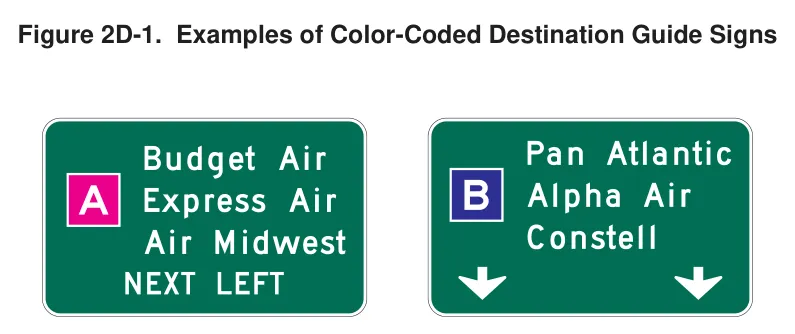 Figure 2D-1. Examples of Color-Coded Destination Guide Signs
A
Budget Air
Express Air
Air Midwest
NEXT LEFT
B
Pan Atlantic
Alpha Air
Constell